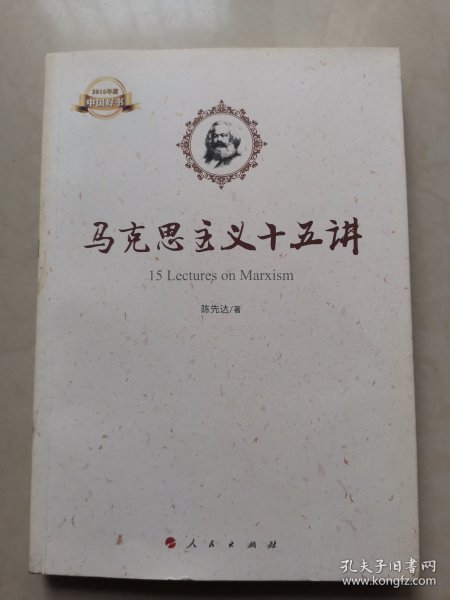 2016年度
中国好书
马克思主义十五讲
15 Lectures on Marxism
陈先达/著
人民出版社
孔夫子旧书网
www.kongfz.com